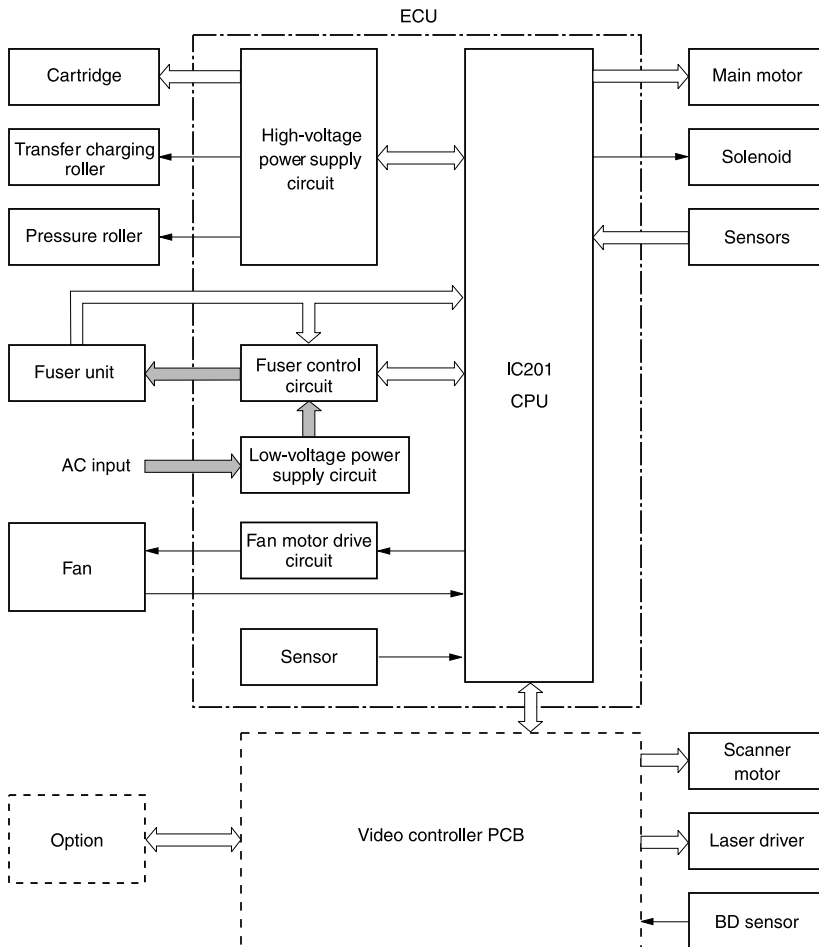 ECU
Cartridge
High-voltage
power supply
circuit
Main motor
Transfer charging
roller
Solenoid
Pressure roller
Sensors
Fuser unit
Fuser control
circuit
IC201
CPU
AC input
Low-voltage power
supply circuit
Fan
Fan motor drive
circuit
Sensor
Scanner
motor
Option
Video controller PCB
Laser driver
BD sensor